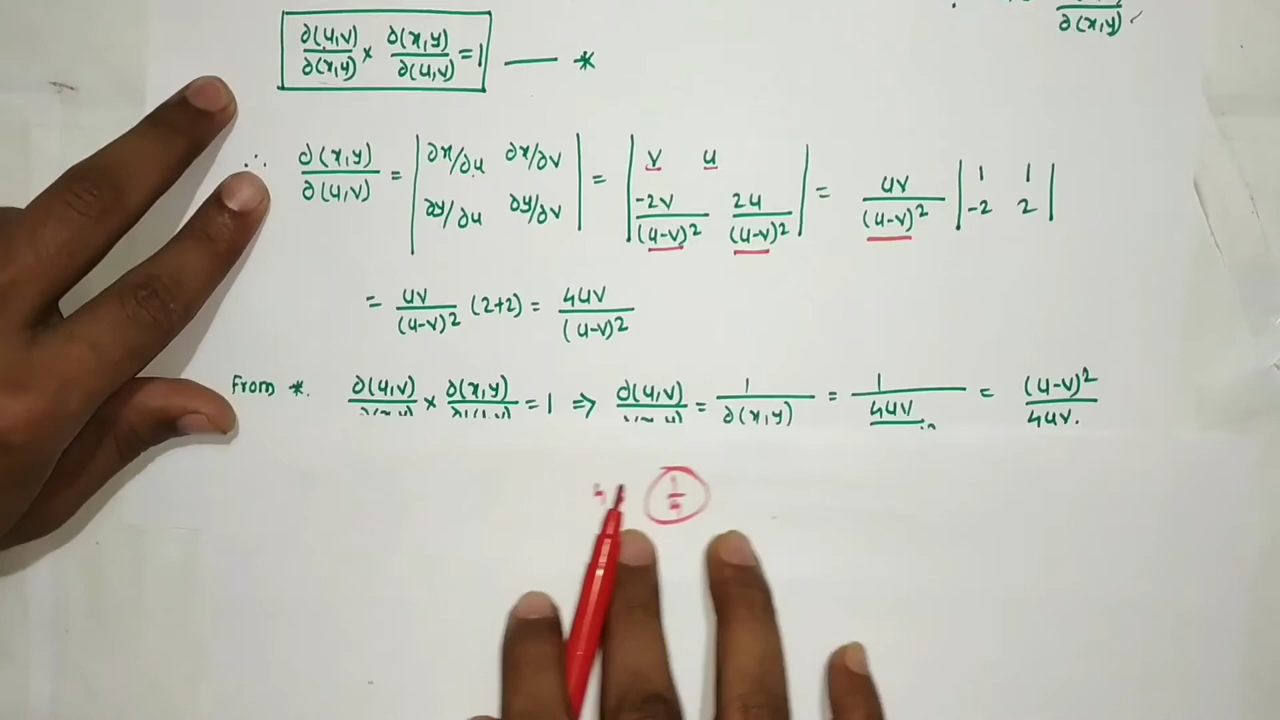 ∂(x,y)
∂(u,v)/∂(x,y) × ∂(x,y)/∂(u,v) = 1 —— *
∴ ∂(x,y)/∂(u,v) = | ∂x/∂u ∂x/∂v ; ∂y/∂u ∂y/∂v | = | v u ; -2v/(u-v)² 2u/(u-v)² | = uv/(u-v)² | 1 1 ; -2 2 |
= uv/(u-v)² (2+2) = 4uv/(u-v)²
From *. ∂(u,v)/∂(x,y) × ∂(x,y)/∂(u,v) = 1 ⇒ ∂(u,v)/∂(x,y) = 1/∂(x,y) = 1/4uv = (u-v)²/4uv.